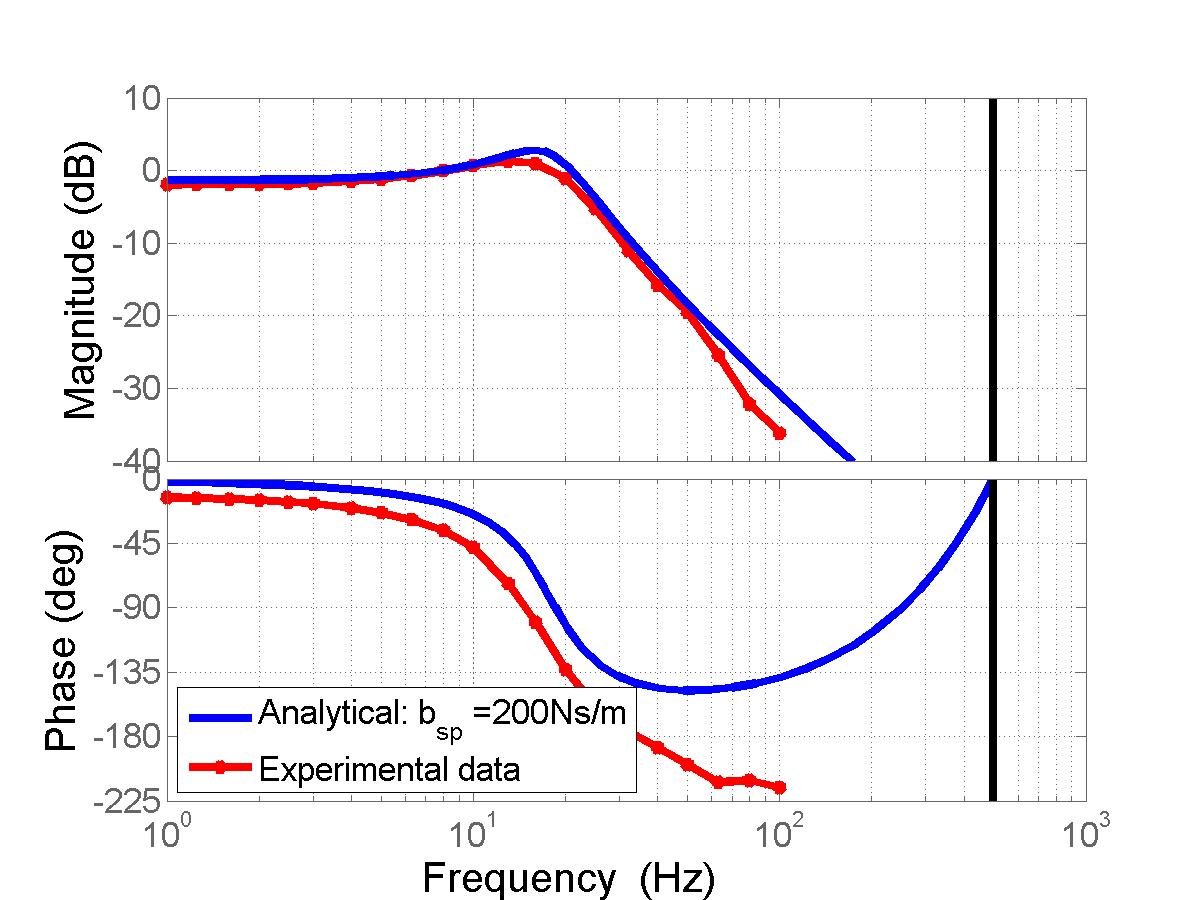 10
0
-10
-20
-30
-40
Magnitude (dB)
0
-45
-90
-135
-180
-225
Phase (deg)
Analytical: b_sp =200Ns/m
Experimental data
10^0 10^1 10^2 10^3
Frequency (Hz)